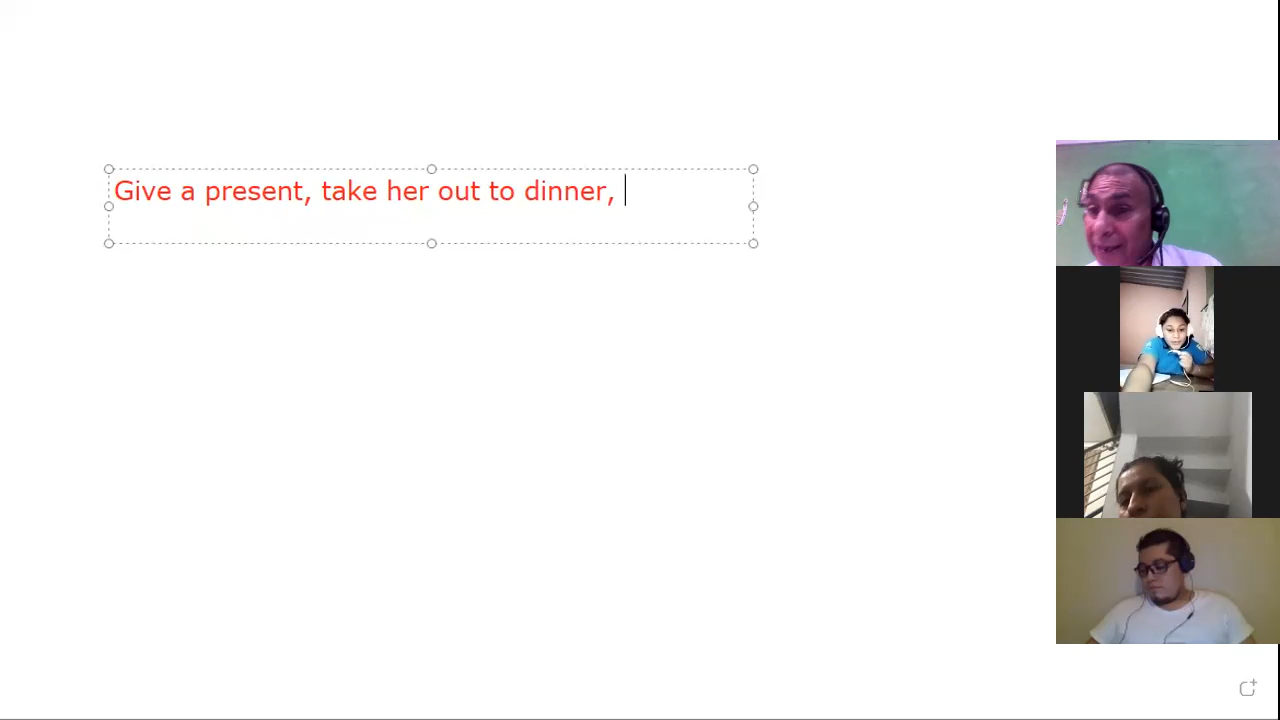 Give a present, take her out to dinner,